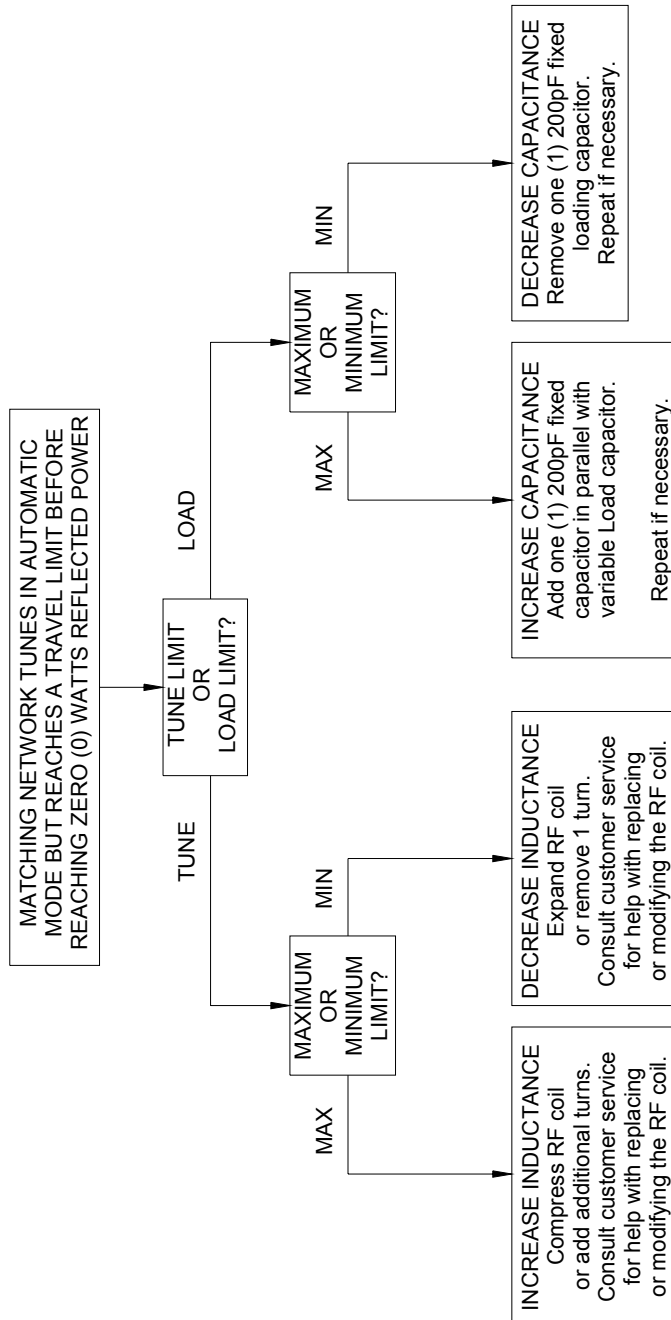 MATCHING NETWORK TUNES IN AUTOMATIC
MODE BUT REACHES A TRAVEL LIMIT BEFORE
REACHING ZERO (0) WATTS REFLECTED POWER
TUNE LIMIT
OR
LOAD LIMIT?
TUNE
LOAD
MAXIMUM
OR
MINIMUM
LIMIT?
MAX
MIN
MAXIMUM
OR
MINIMUM
LIMIT?
MAX
MIN
INCREASE INDUCTANCE
Compress RF coil
or add additional turns.
Consult customer service
for help with replacing
or modifying the RF coil.
DECREASE INDUCTANCE
Expand RF coil
or remove 1 turn.
Consult customer service
for help with replacing
or modifying the RF coil.
INCREASE CAPACITANCE
Add one (1) 200pF fixed
capacitor in parallel with
variable Load capacitor.
Repeat if necessary.
DECREASE CAPACITANCE
Remove one (1) 200pF fixed
loading capacitor.
Repeat if necessary.